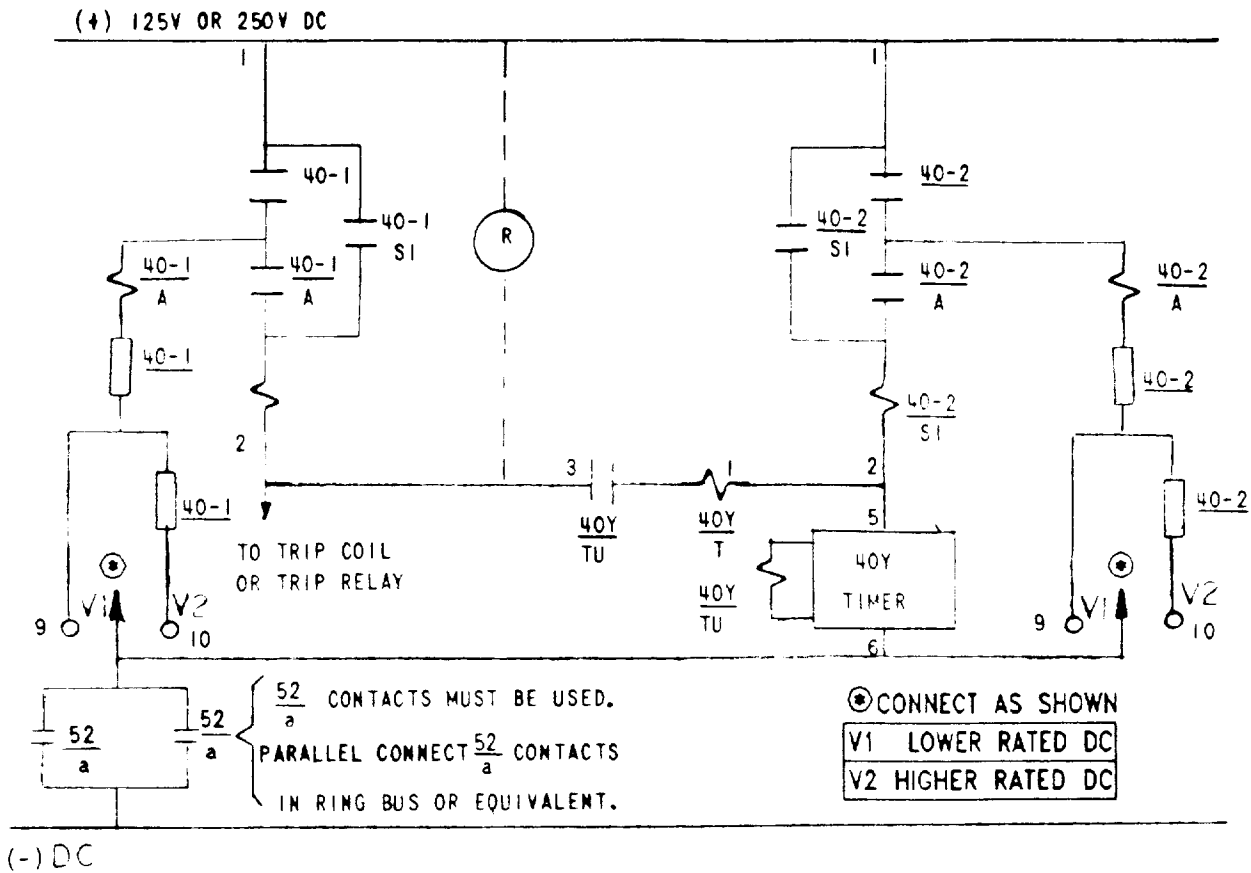 (+) 125V OR 250V DC
1
1
40-1
40-1
SI
40-1
A
40-1
A
40-1
2
40-1
TO TRIP COIL
OR TRIP RELAY
R
3
40Y
TU
1
40Y
T
40-2
40-2
SI
40-2
A
40-2
A
40-2
40-2
SI
2
5
40Y
TIMER
40Y
TU
6
40-2
V1
V2
9
10
V1
V2
9
10
52
a
52
a
52
a CONTACTS MUST BE USED.
PARALLEL CONNECT 52
a CONTACTS
IN RING BUS OR EQUIVALENT.
CONNECT AS SHOWN
V1 LOWER RATED DC
V2 HIGHER RATED DC
(-) DC